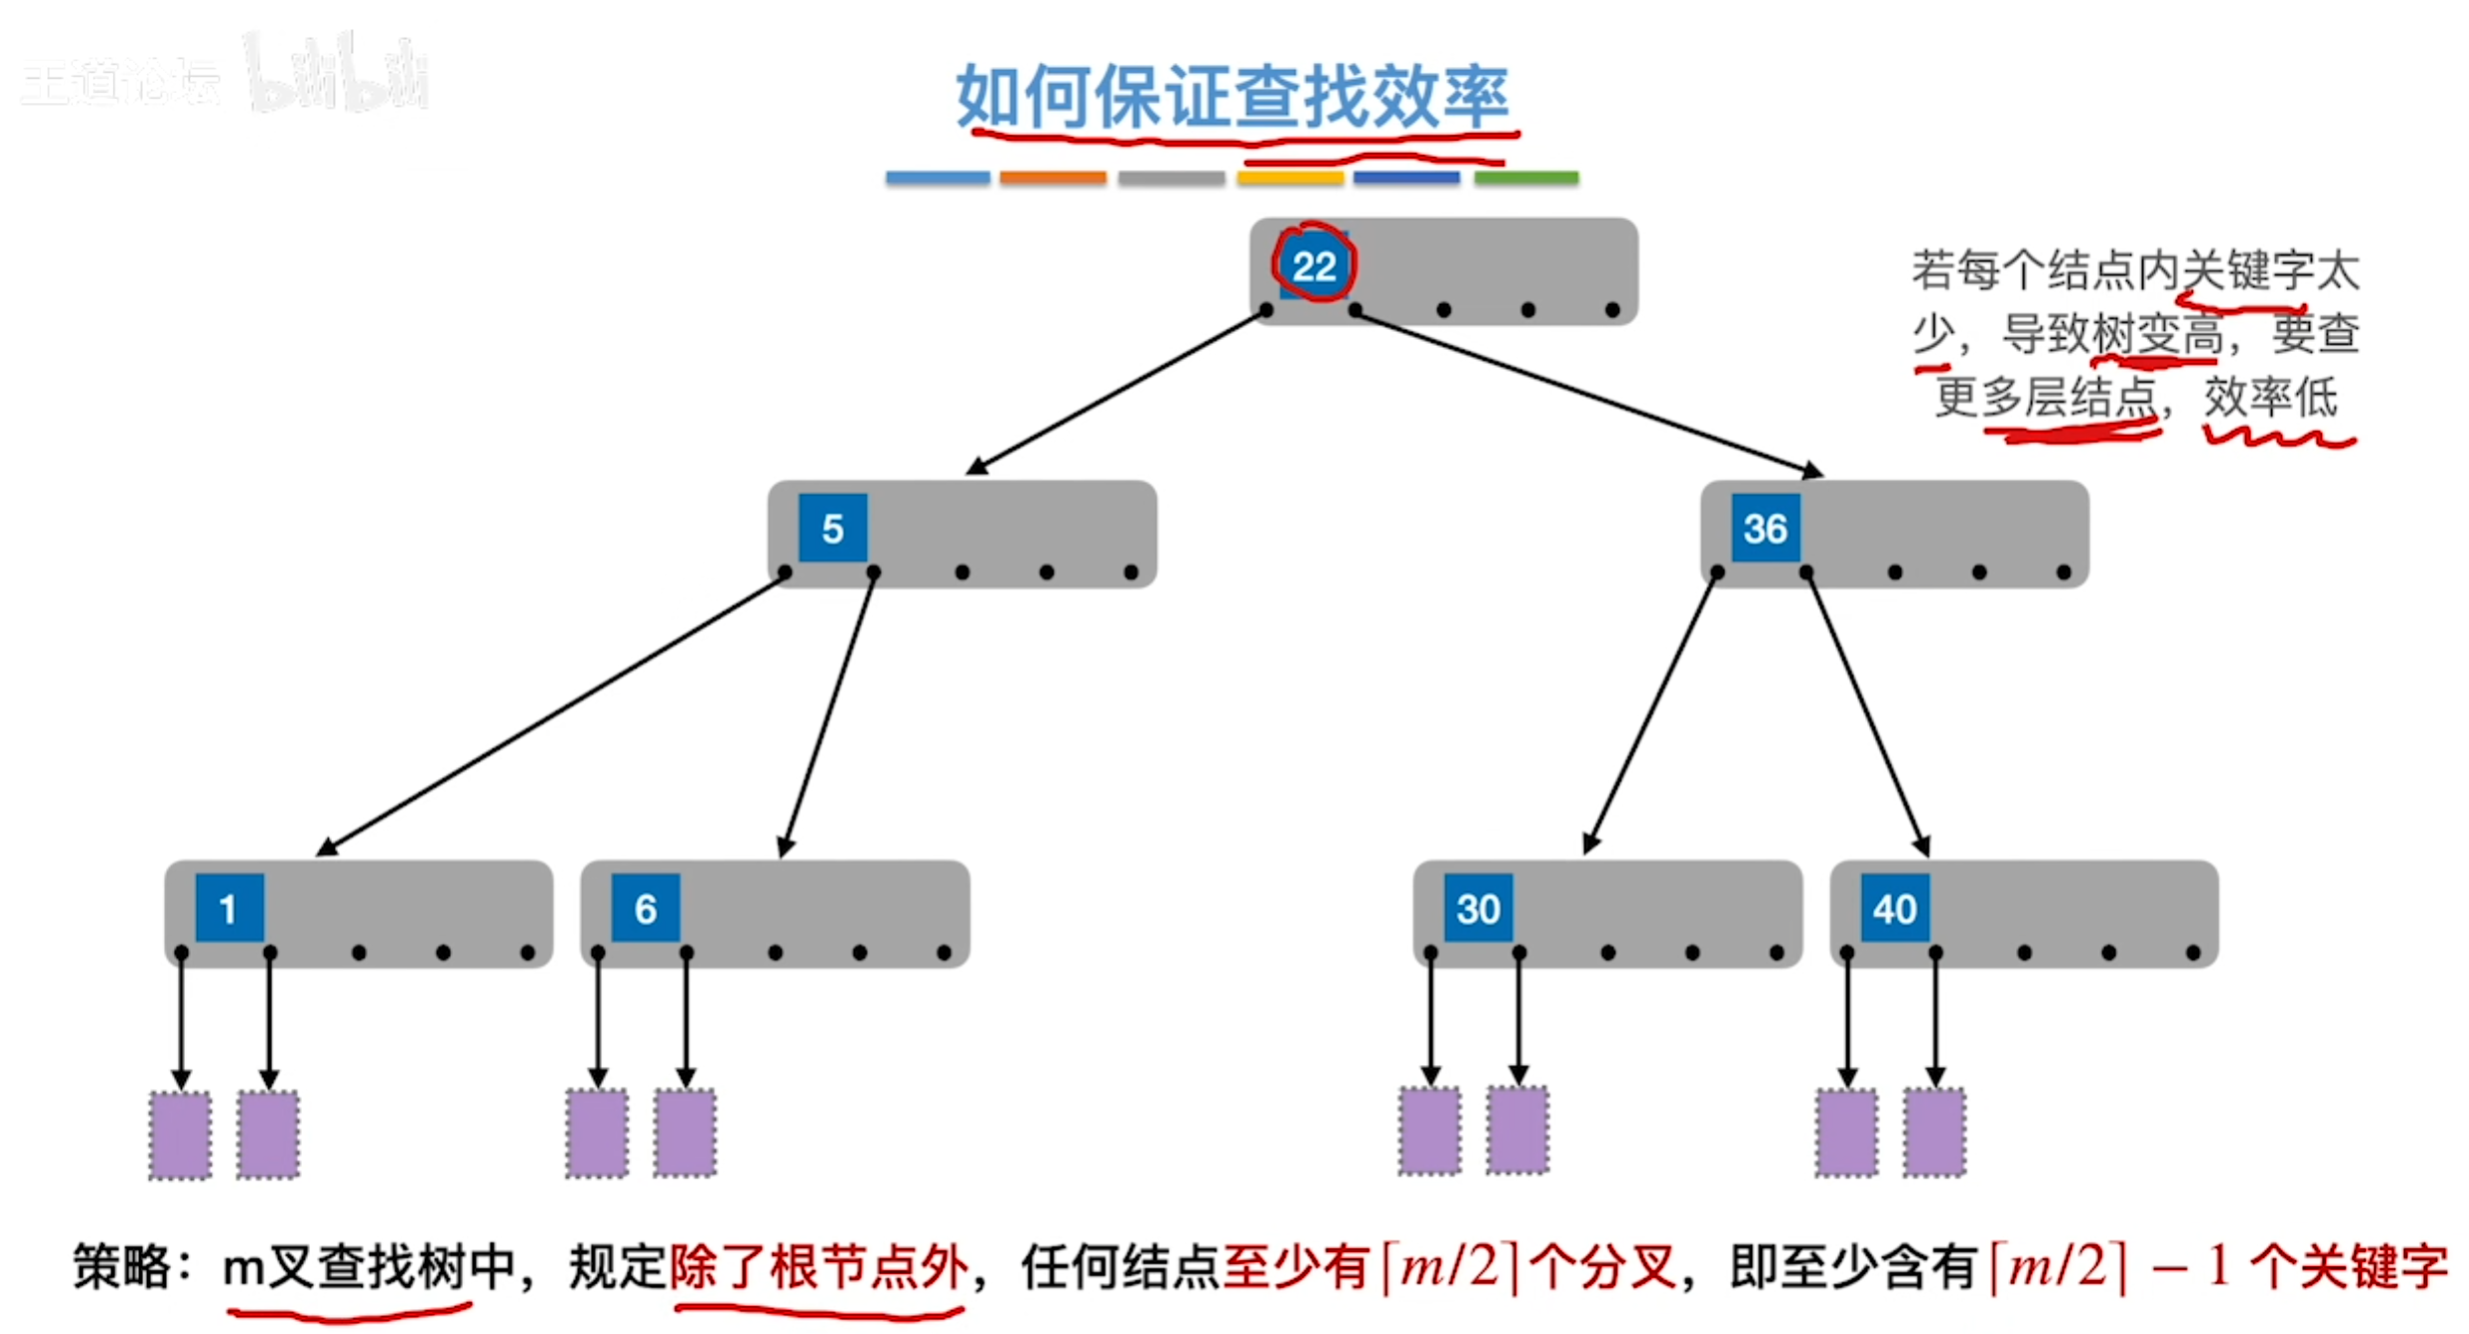 王道论坛 bilibili
如何保证查找效率
22
若每个结点内关键字太
少，导致树变高，要查
更多层结点，效率低
5
36
1
6
30
40
策略：m叉查找树中，规定除了根节点外，任何结点至少有⌈m/2⌉个分叉，即至少含有⌈m/2⌉ − 1 个关键字